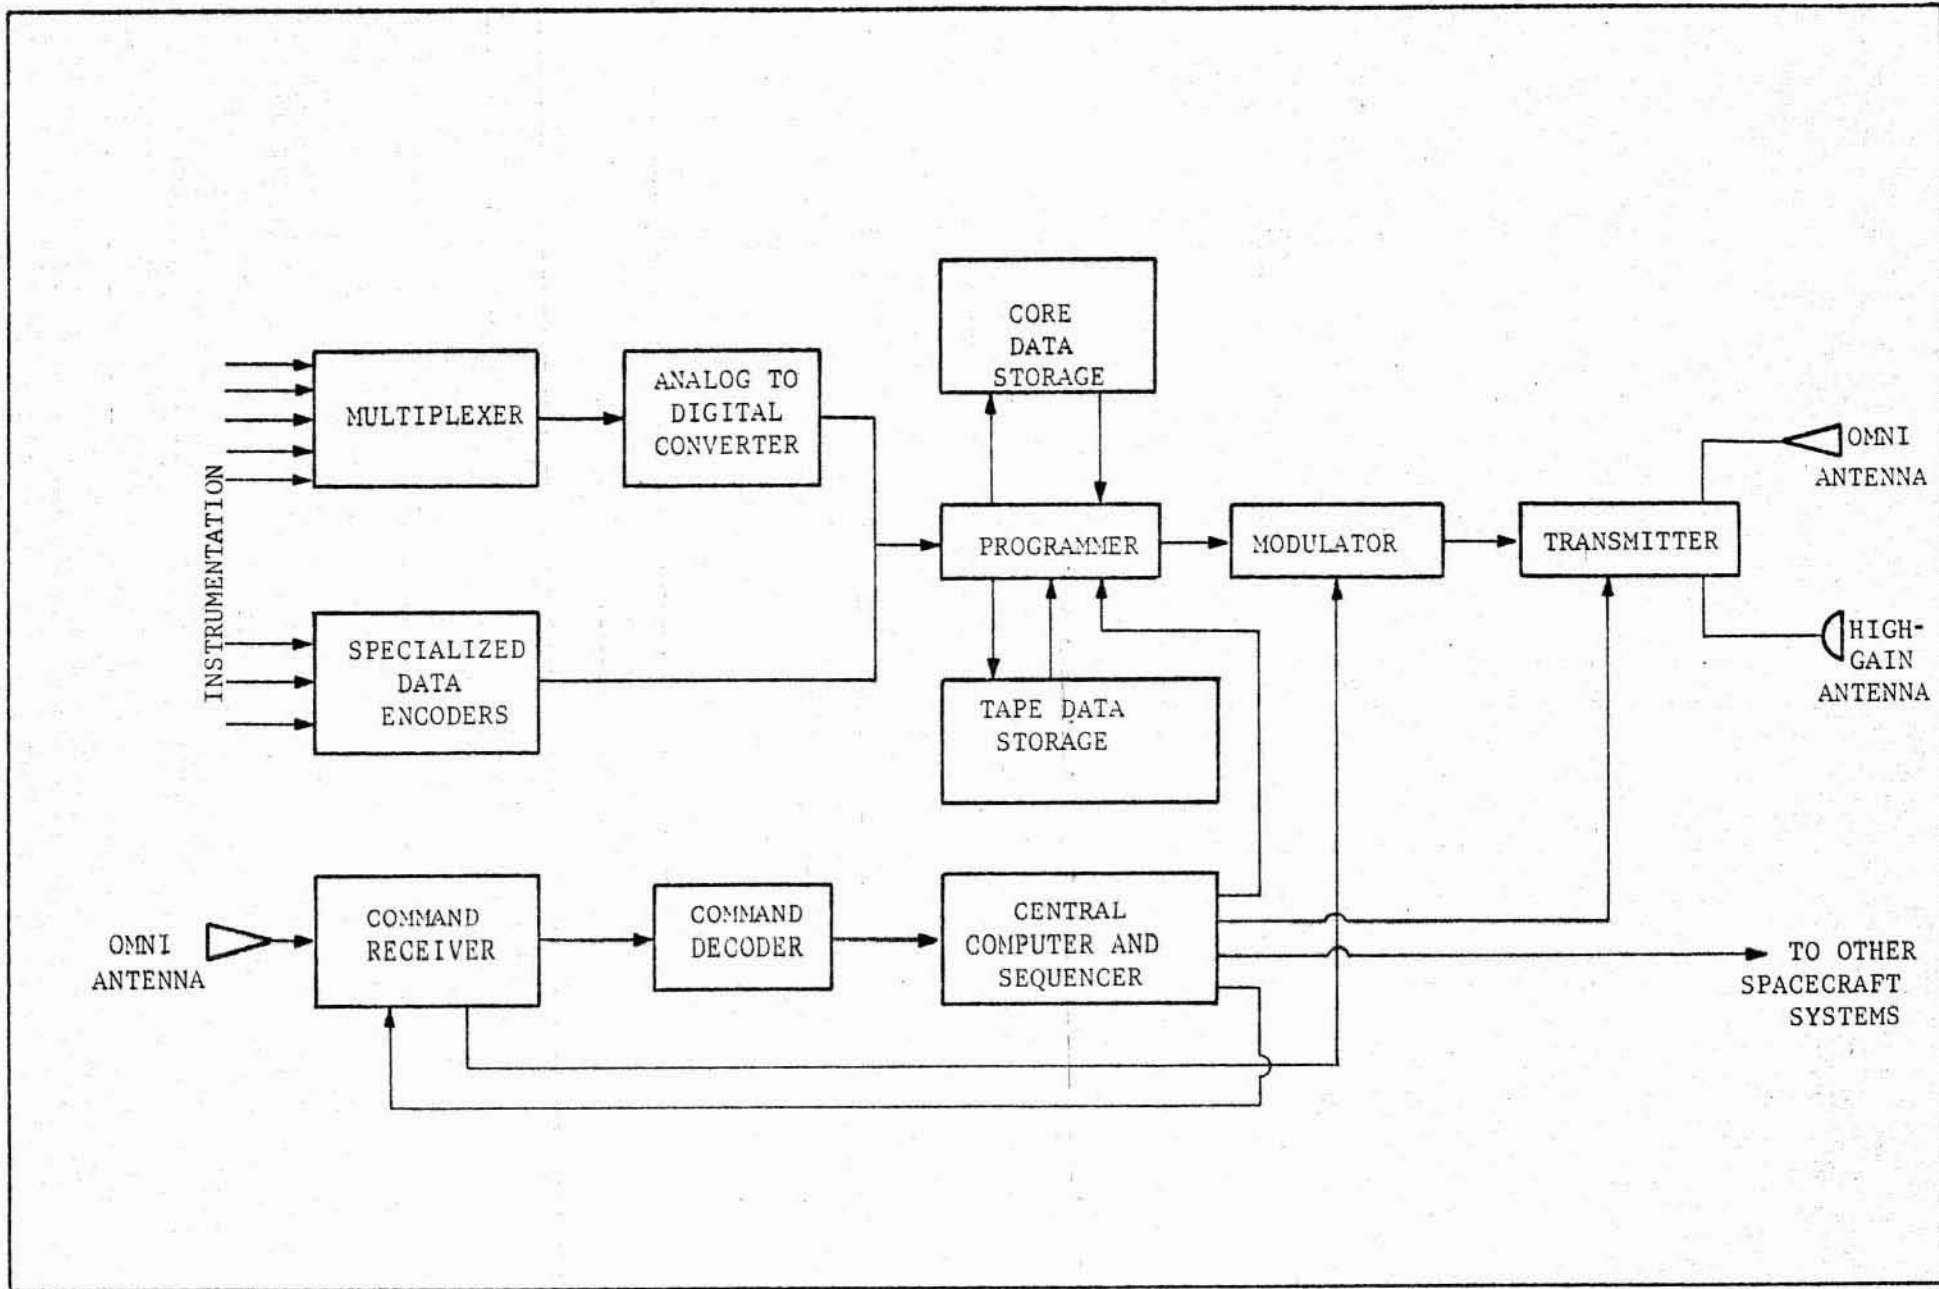 CORE
DATA
STORAGE
MULTIPLEXER
ANALOG TO
DIGITAL
CONVERTER
OMNI
ANTENNA
INSTRUMENTATION
PROGRAMMER
MODULATOR
TRANSMITTER
SPECIALIZED
DATA
ENCODERS
HIGH-
GAIN
ANTENNA
TAPE DATA
STORAGE
OMNI
ANTENNA
COMMAND
RECEIVER
COMMAND
DECODER
CENTRAL
COMPUTER AND
SEQUENCER
TO OTHER
SPACECRAFT
SYSTEMS